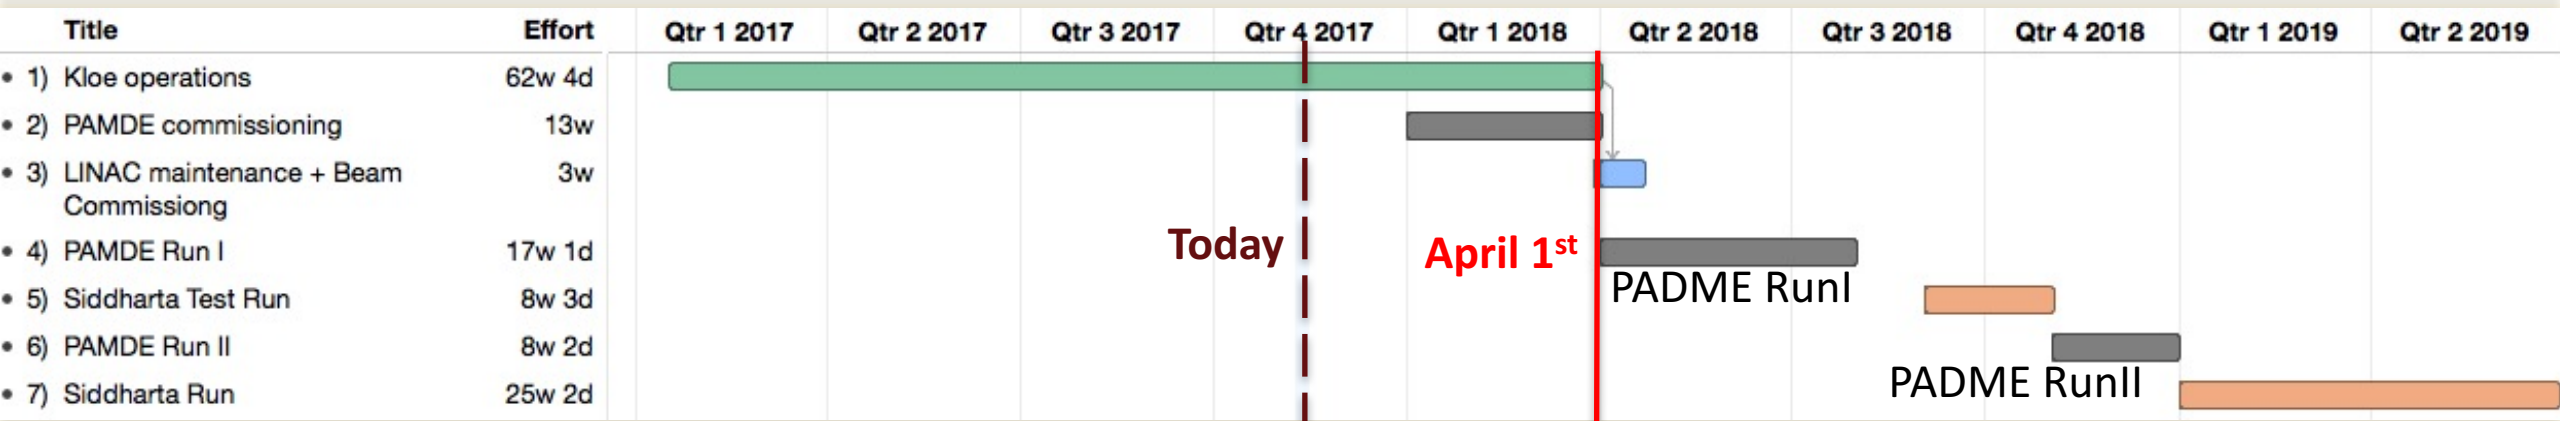 Title Effort Qtr 1 2017 Qtr 2 2017 Qtr 3 2017 Qtr 4 2017 Qtr 1 2018 Qtr 2 2018 Qtr 3 2018 Qtr 4 2018 Qtr 1 2019 Qtr 2 2019
• 1) Kloe operations 62w 4d
• 2) PAMDE commissioning 13w
• 3) LINAC maintenance + Beam 3w
Commissiong
• 4) PAMDE Run I 17w 1d
Today
April 1st
PADME RunI
• 5) Siddharta Test Run 8w 3d
• 6) PAMDE Run II 8w 2d
PADME RunII
• 7) Siddharta Run 25w 2d